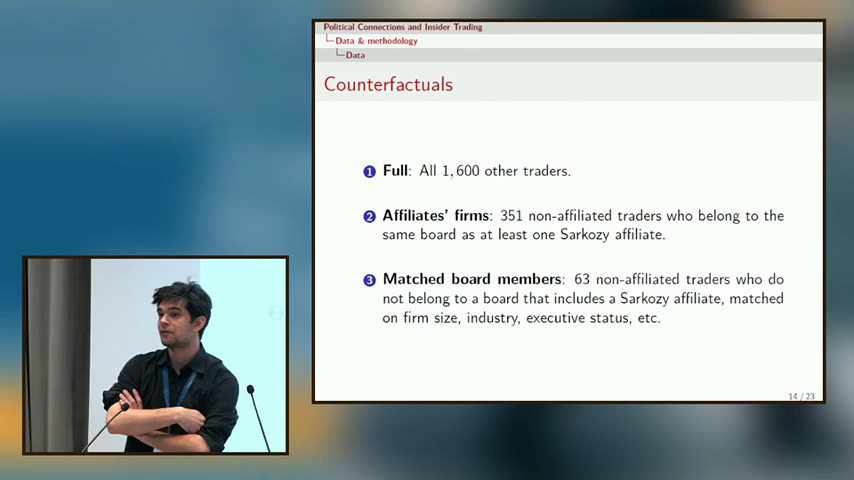 Political Connections and Insider Trading
Data & methodology
Data
Counterfactuals
1 Full: All 1,600 other traders.
2 Affiliates' firms: 351 non-affiliated traders who belong to the
same board as at least one Sarkozy affiliate.
3 Matched board members: 63 non-affiliated traders who do
not belong to a board that includes a Sarkozy affiliate, matched
on firm size, industry, executive status, etc.
14 / 23